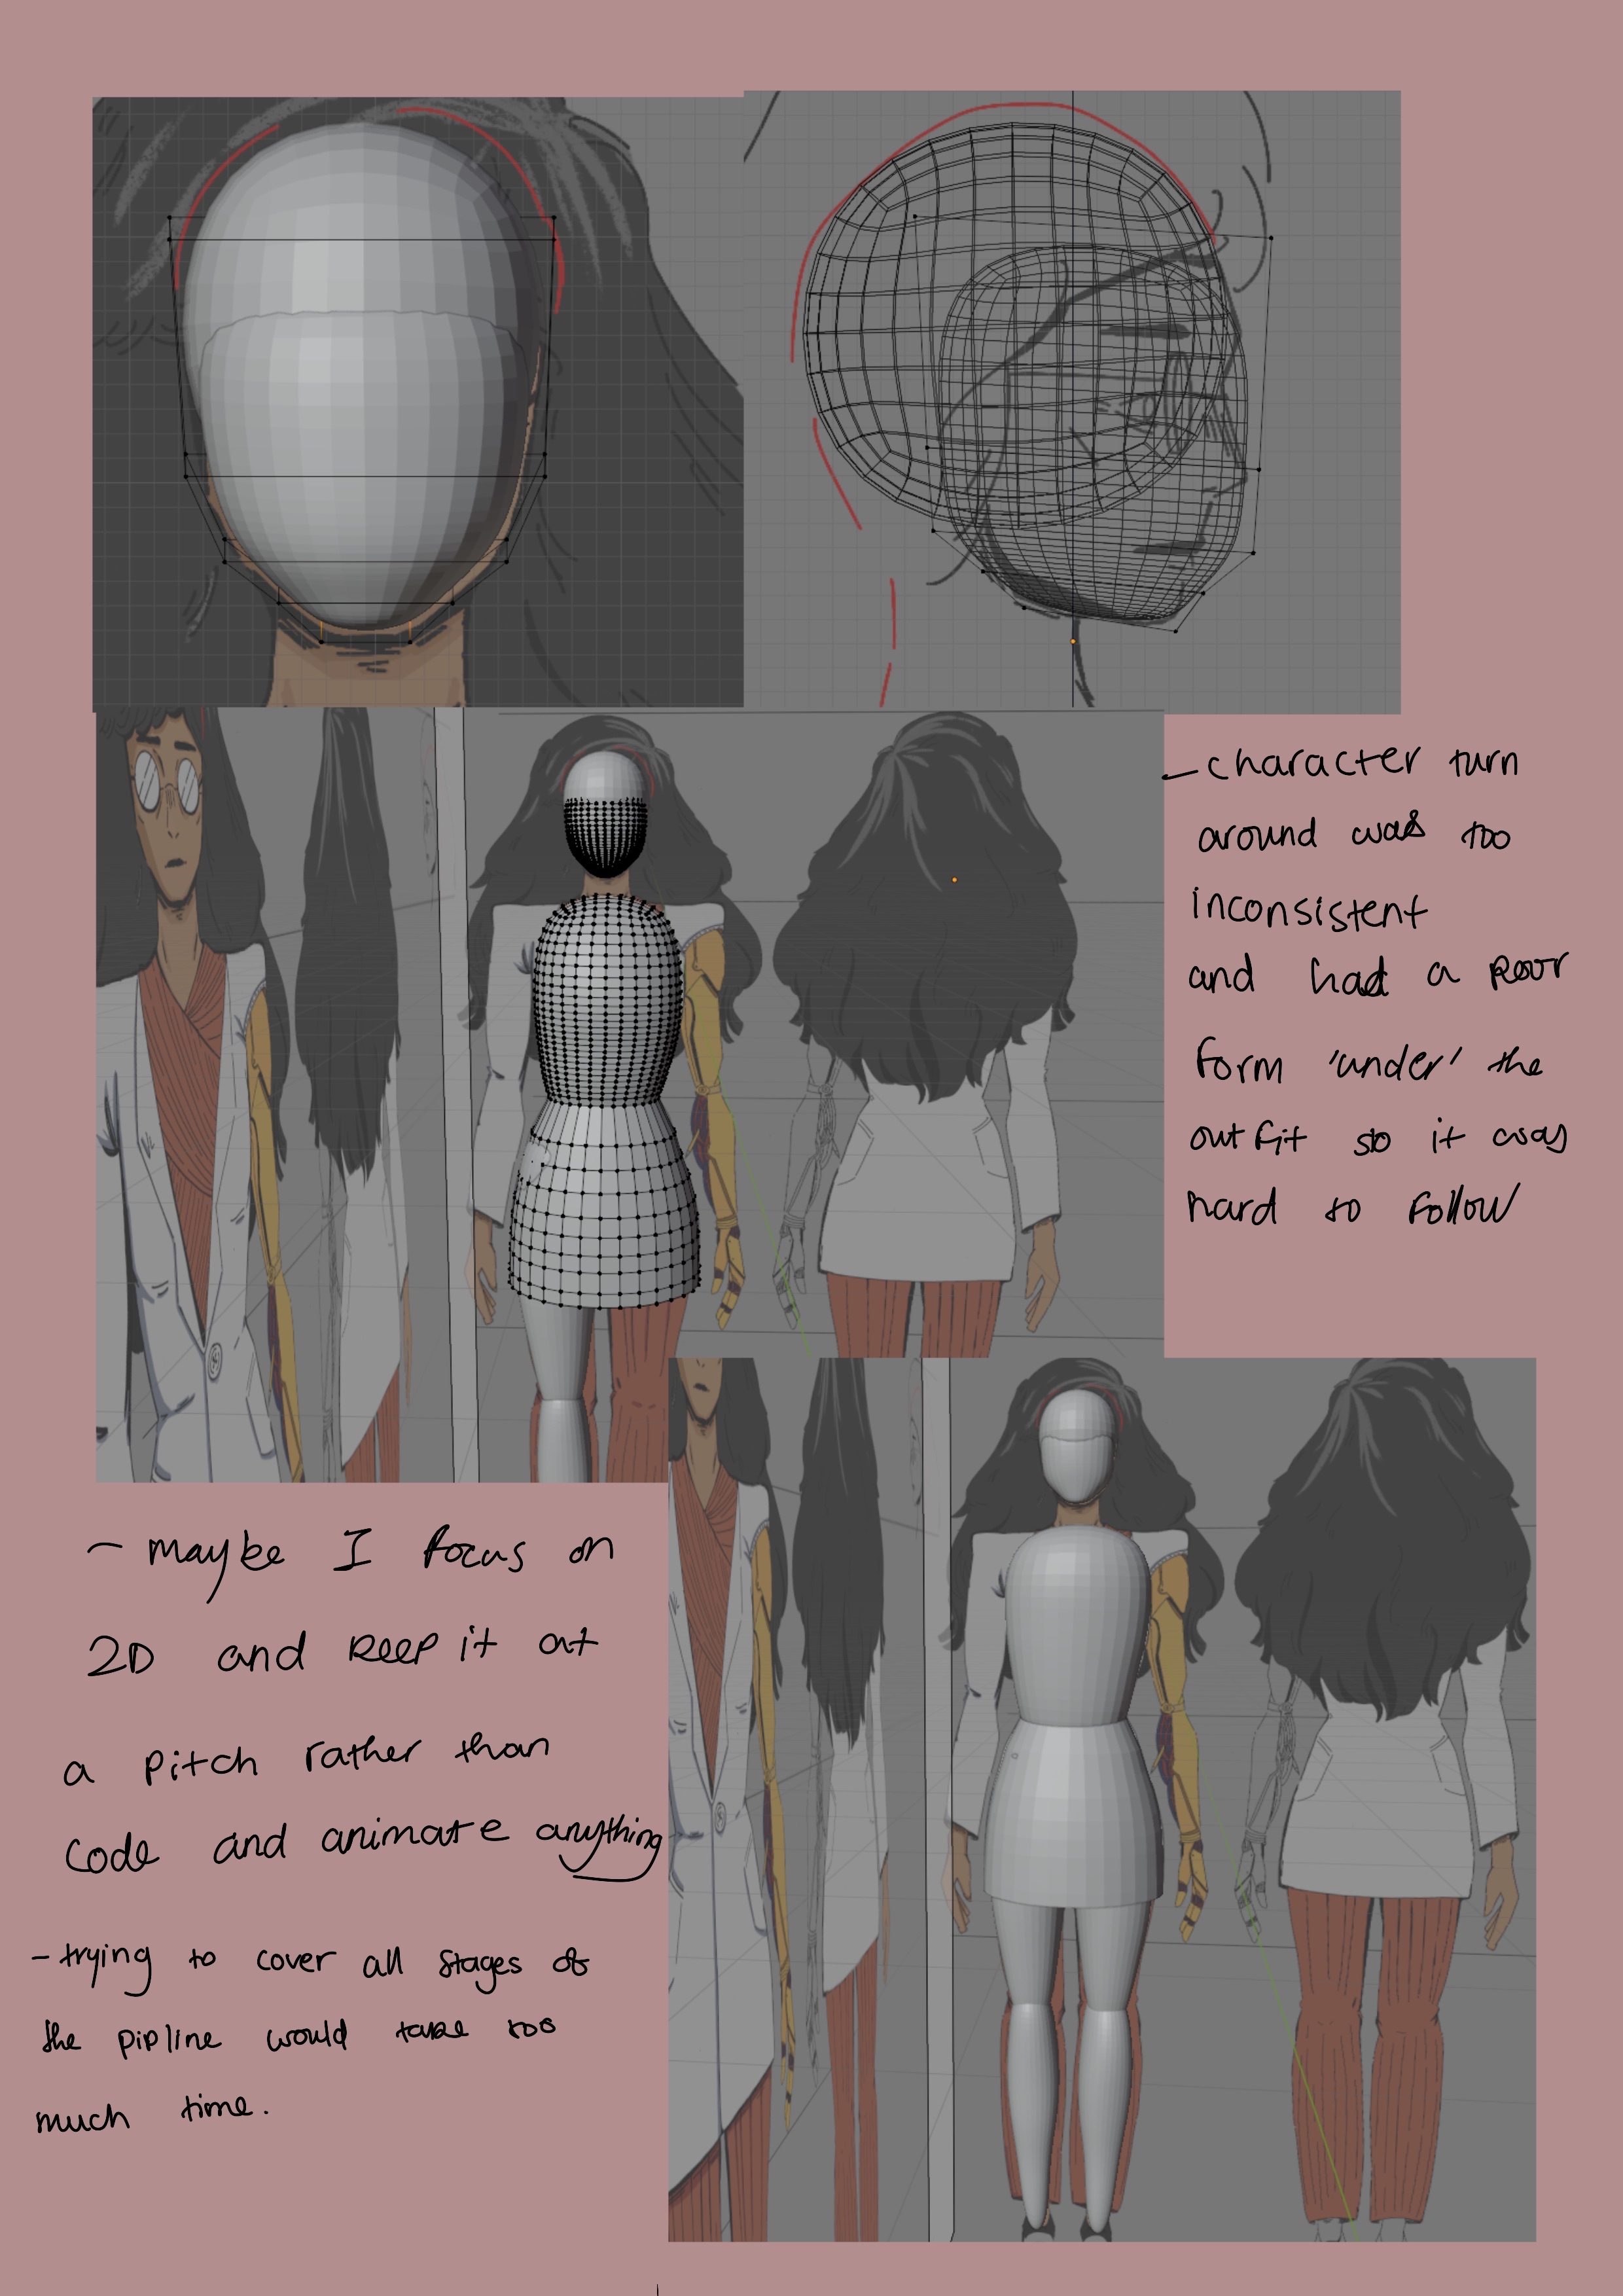 - character turn
around was too
inconsistent
and had a poor
form 'under' the
outfit so it was
hard to follow
- maybe I focus on
2D and keep it at
a pitch rather than
code and animate anything
- trying to cover all stages of
the pipline would take too
much time.